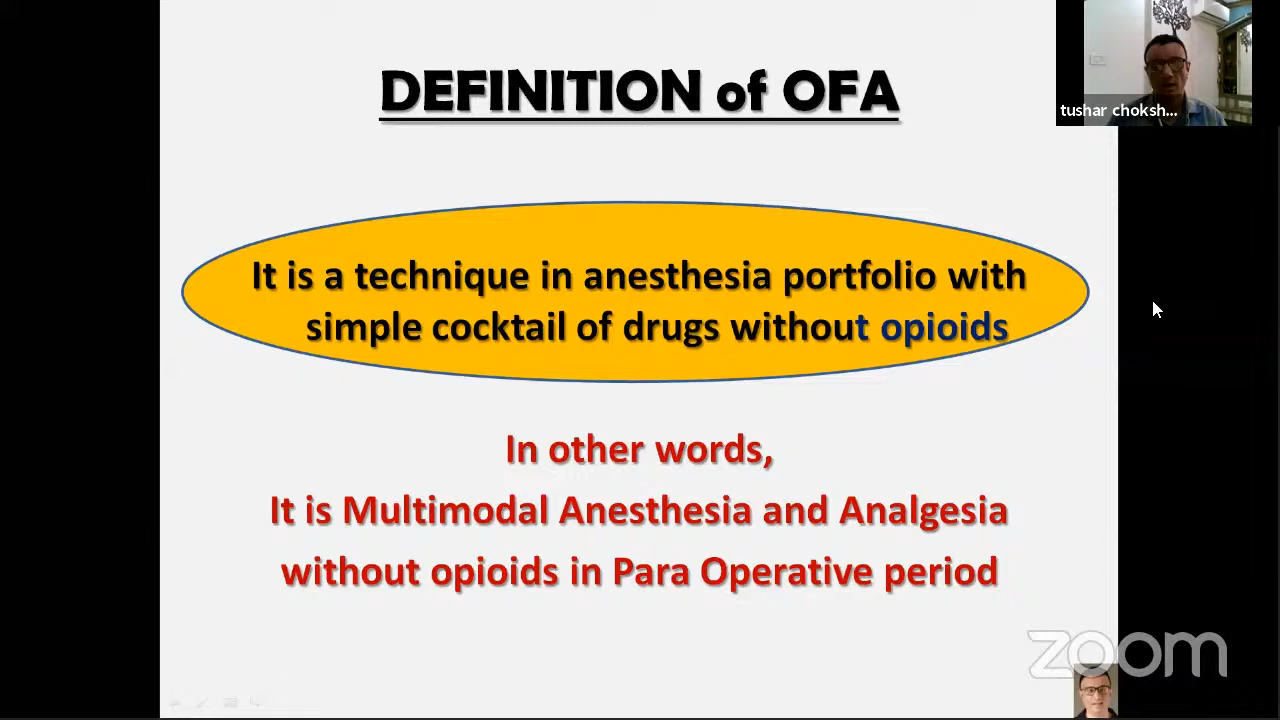 DEFINITION of OFA
tushar choksh...
It is a technique in anesthesia portfolio with
simple cocktail of drugs without opioids
In other words,
It is Multimodal Anesthesia and Analgesia
without opioids in Para Operative period
zoom